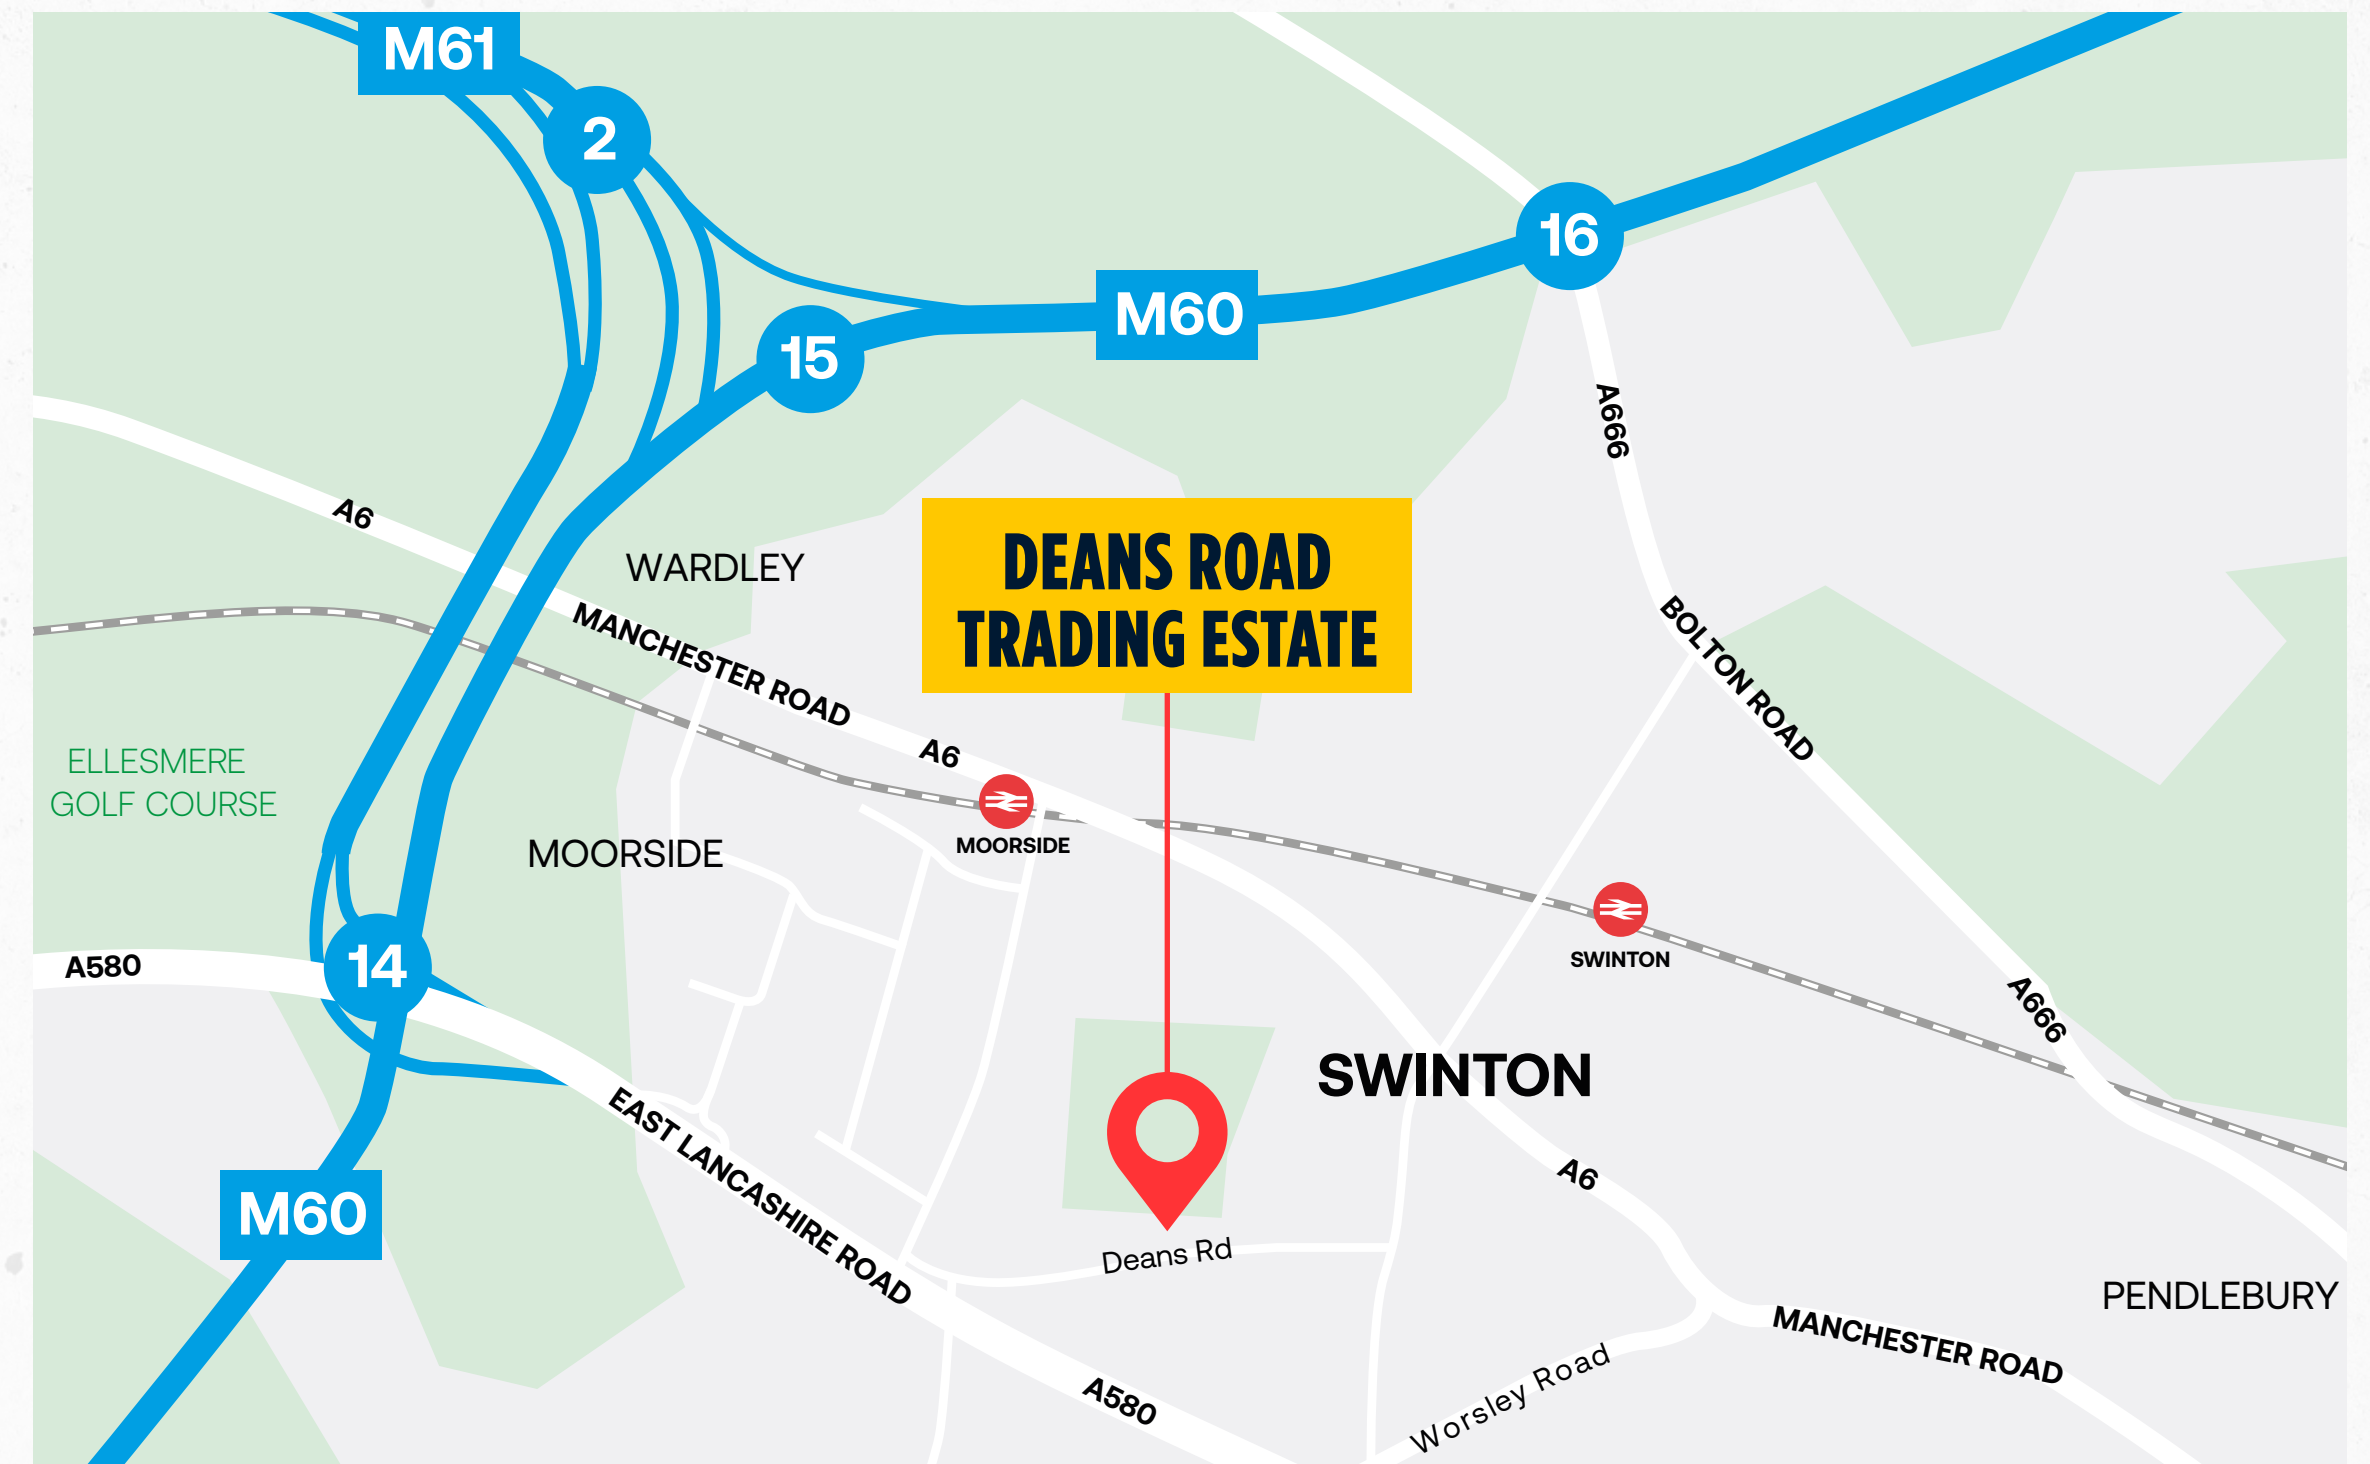 M61
2
16
M60
15
A666
A6
WARDLEY
DEANS ROAD
TRADING ESTATE
MANCHESTER ROAD
BOLTON ROAD
A6
ELLESMERE
GOLF COURSE
MOORSIDE
MOORSIDE
SWINTON
A580
14
A666
SWINTON
EAST LANCASHIRE ROAD
A6
M60
Deans Rd
PENDLEBURY
MANCHESTER ROAD
A580
Worsley Road